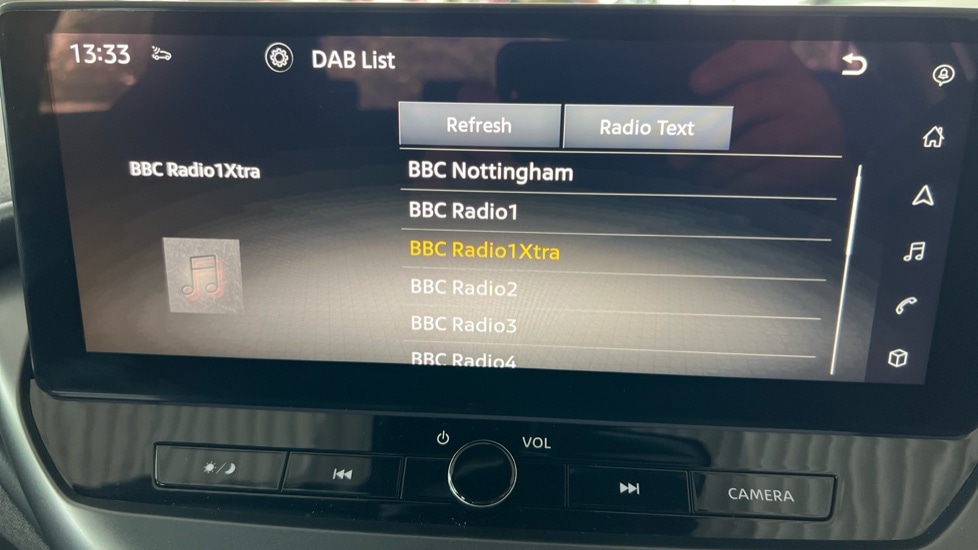 13:33
DAB List
Refresh
Radio Text
BBC Radio1Xtra
BBC Nottingham
BBC Radio1
BBC Radio1Xtra
BBC Radio2
BBC Radio3
BBC Radio4
VOL
CAMERA